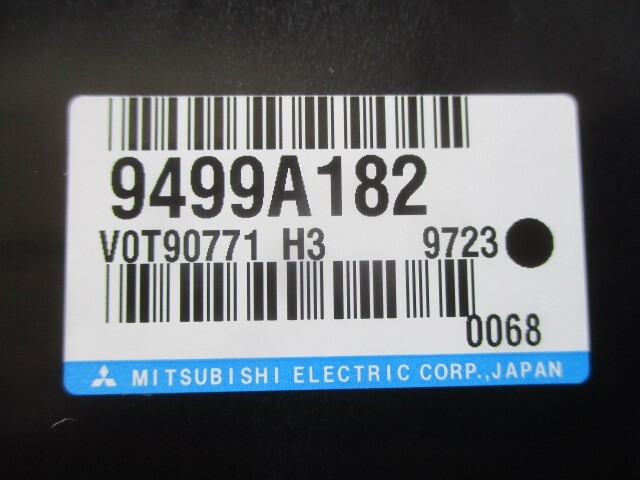 9499A182
V0T90771 H3 9723
0068
MITSUBISHI ELECTRIC CORP.,JAPAN